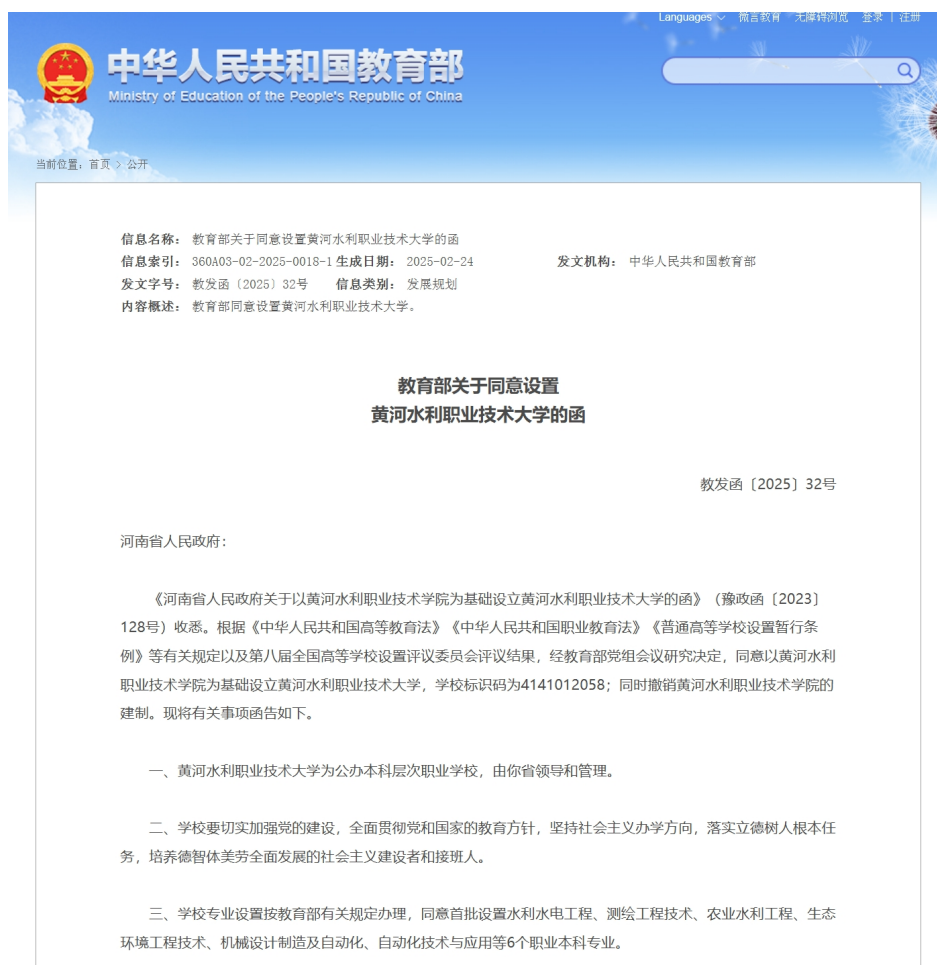 Languages 微言教育 无障碍浏览 登录 | 注册
中华人民共和国教育部
Ministry of Education of the People's Republic of China
当前位置：首页 > 公开
信息名称： 教育部关于同意设置黄河水利职业技术大学的函
信息索引： 360A03-02-2025-0018-1 生成日期： 2025-02-24 发文机构： 中华人民共和国教育部
发文字号： 教发函〔2025〕32号 信息类别： 发展规划
内容概述： 教育部同意设置黄河水利职业技术大学。
教育部关于同意设置
黄河水利职业技术大学的函
教发函〔2025〕32号
河南省人民政府：
《河南省人民政府关于以黄河水利职业技术学院为基础设立黄河水利职业技术大学的函》（豫政函〔2023〕
128号）收悉。根据《中华人民共和国高等教育法》《中华人民共和国职业教育法》《普通高等学校设置暂行条
例》等有关规定以及第八届全国高等学校设置评议委员会评议结果，经教育部党组会议研究决定，同意以黄河水利
职业技术学院为基础设立黄河水利职业技术大学，学校标识码为4141012058；同时撤销黄河水利职业技术学院的
建制。现将有关事项函告如下。
一、黄河水利职业技术大学为公办本科层次职业学校，由你省领导和管理。
二、学校要切实加强党的建设，全面贯彻党和国家的教育方针，坚持社会主义办学方向，落实立德树人根本任
务，培养德智体美劳全面发展的社会主义建设者和接班人。
三、学校专业设置按教育部有关规定办理，同意首批设置水利水电工程、测绘工程技术、农业水利工程、生态
环境工程技术、机械设计制造及自动化、自动化技术与应用等6个职业本科专业。